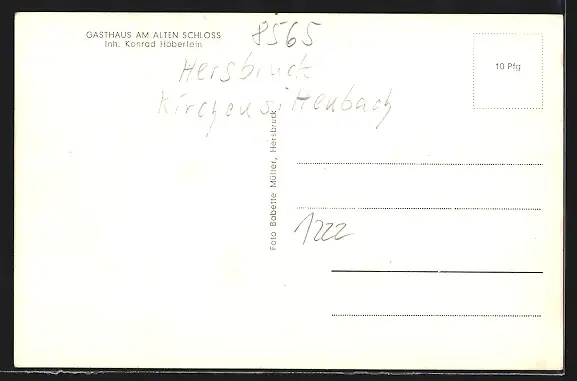 GASTHAUS AM ALTEN SCHLOSS
Inh. Konrad Häberlein
8565
Hersbruck
Kirchensittenbach
10 Pfg
Foto Babette Müller, Hersbruck
1222